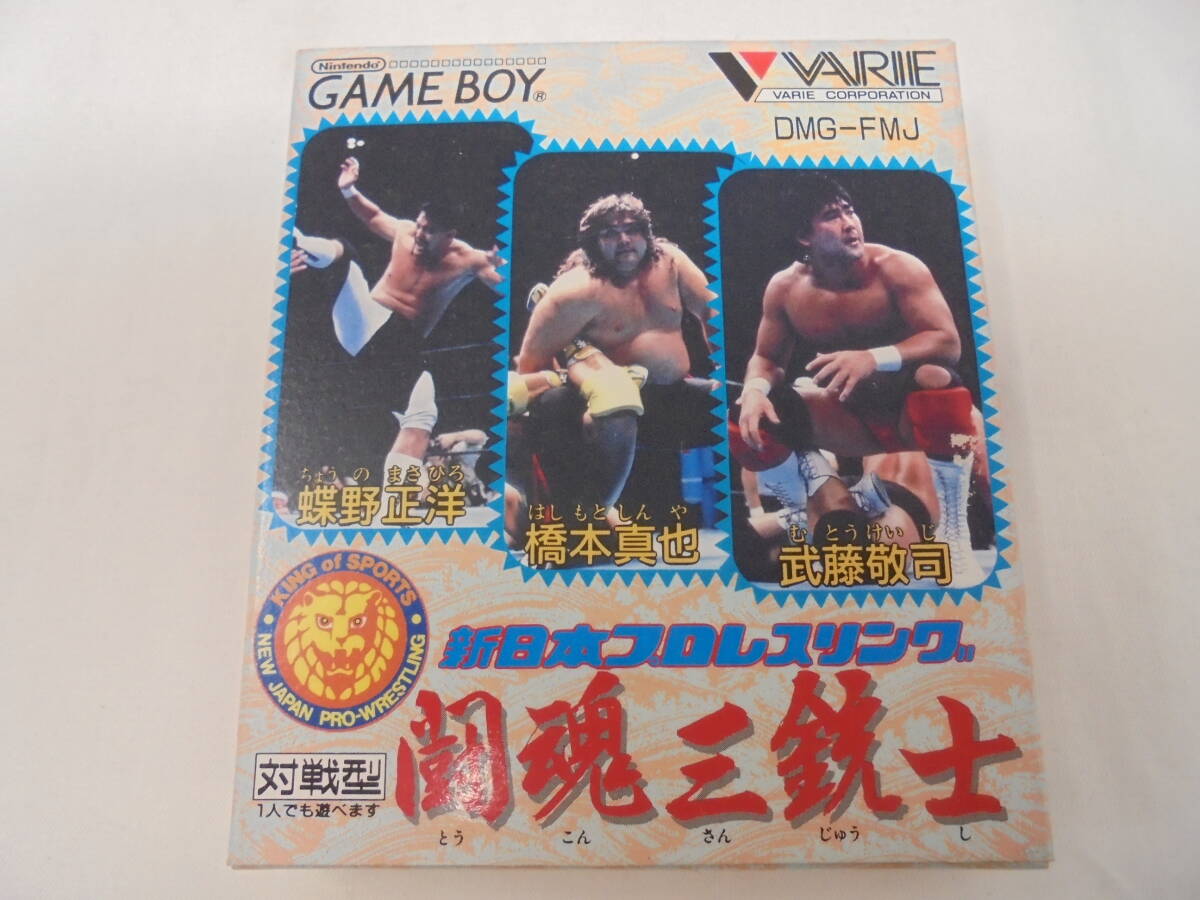 Nintendo
GAME BOY®
VARIE
VARIE CORPORATION
DMG-FMJ
ちょう の まさ ひろ
蝶野正洋
はし もと しん や
橋本真也
む とう けい じ
武藤敬司
KING of SPORTS
NEW JAPAN PRO-WRESTLING
新日本プロレスリング
闘魂三銃士
とう こん さん じゅう し
対戦型
1人でも遊べます